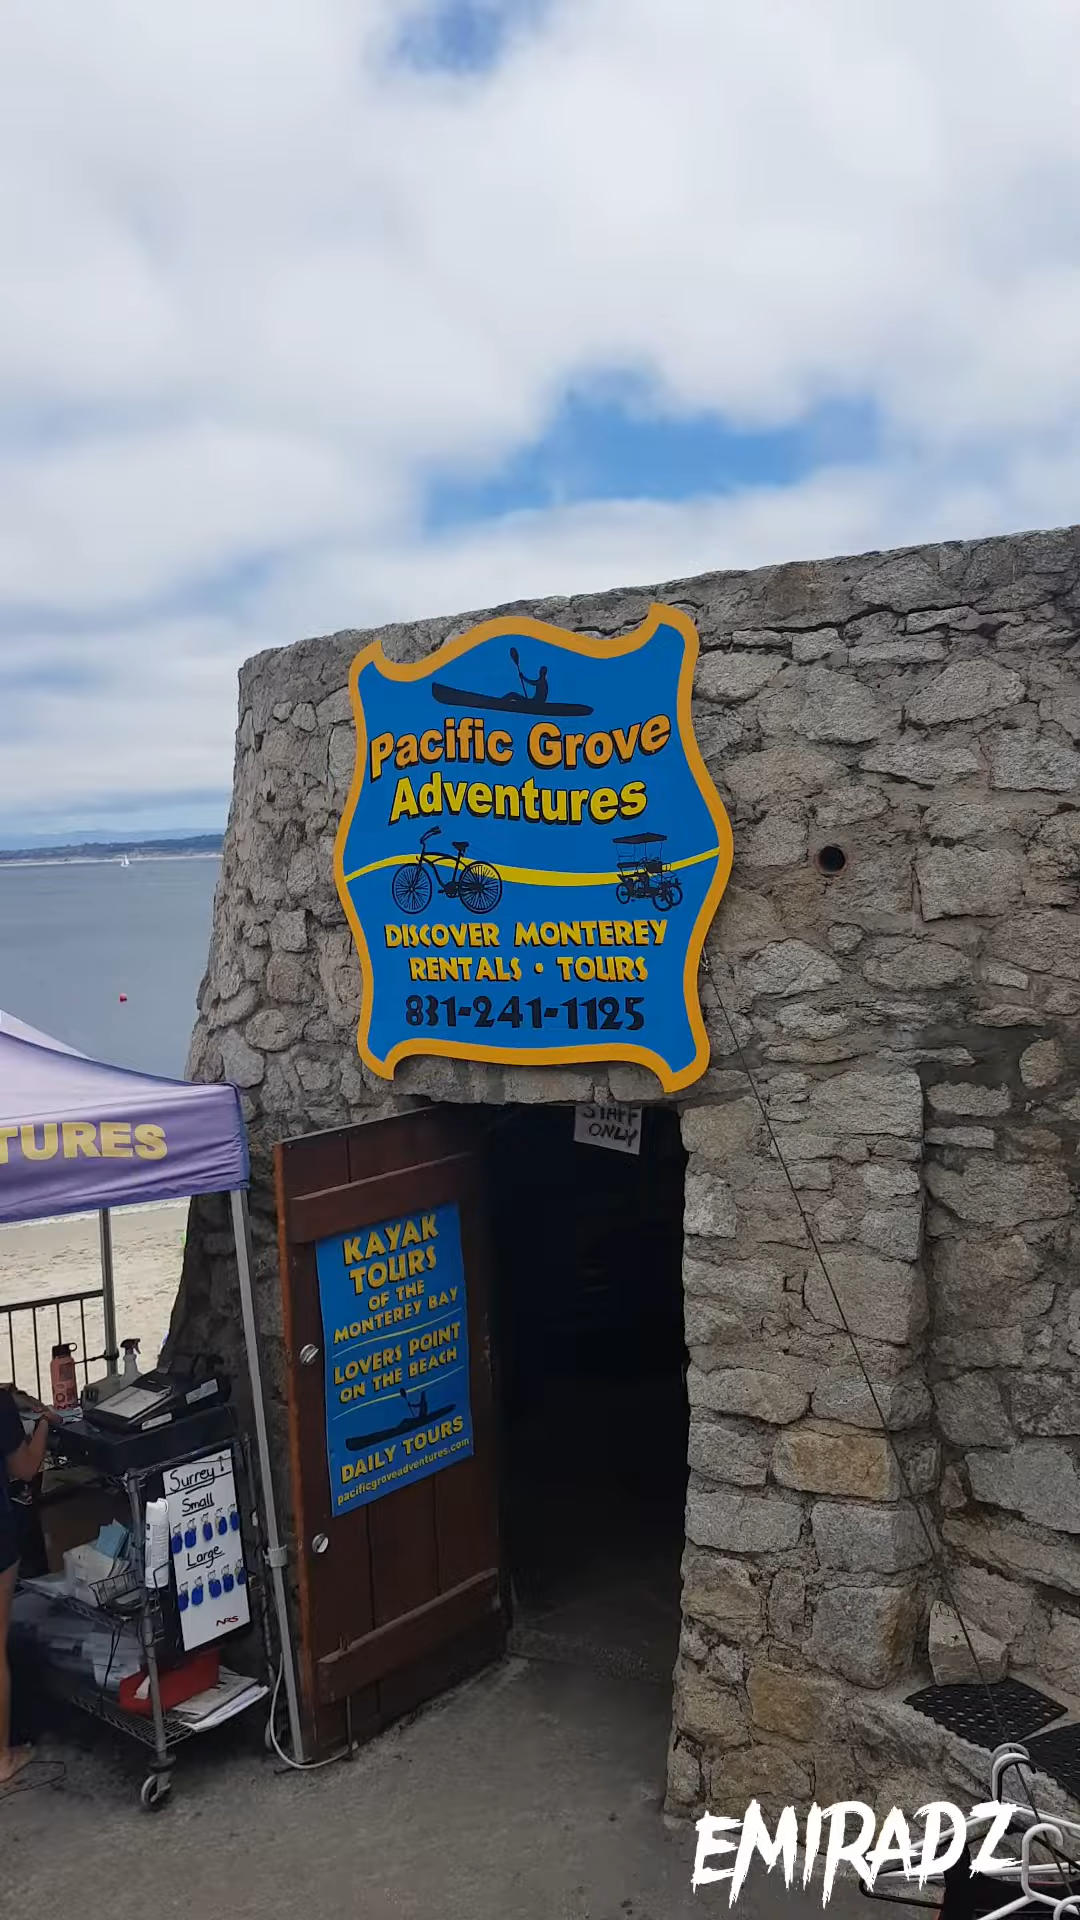 Pacific Grove
Adventures
DISCOVER MONTEREY
RENTALS • TOURS
831-241-1125
STAFF
ONLY
TURES
KAYAK
TOURS
OF THE
MONTEREY BAY
LOVERS POINT
ON THE BEACH
DAILY TOURS
pacificgroveadventures.com
Surrey
Small
Large
NRS
EMIRADZ